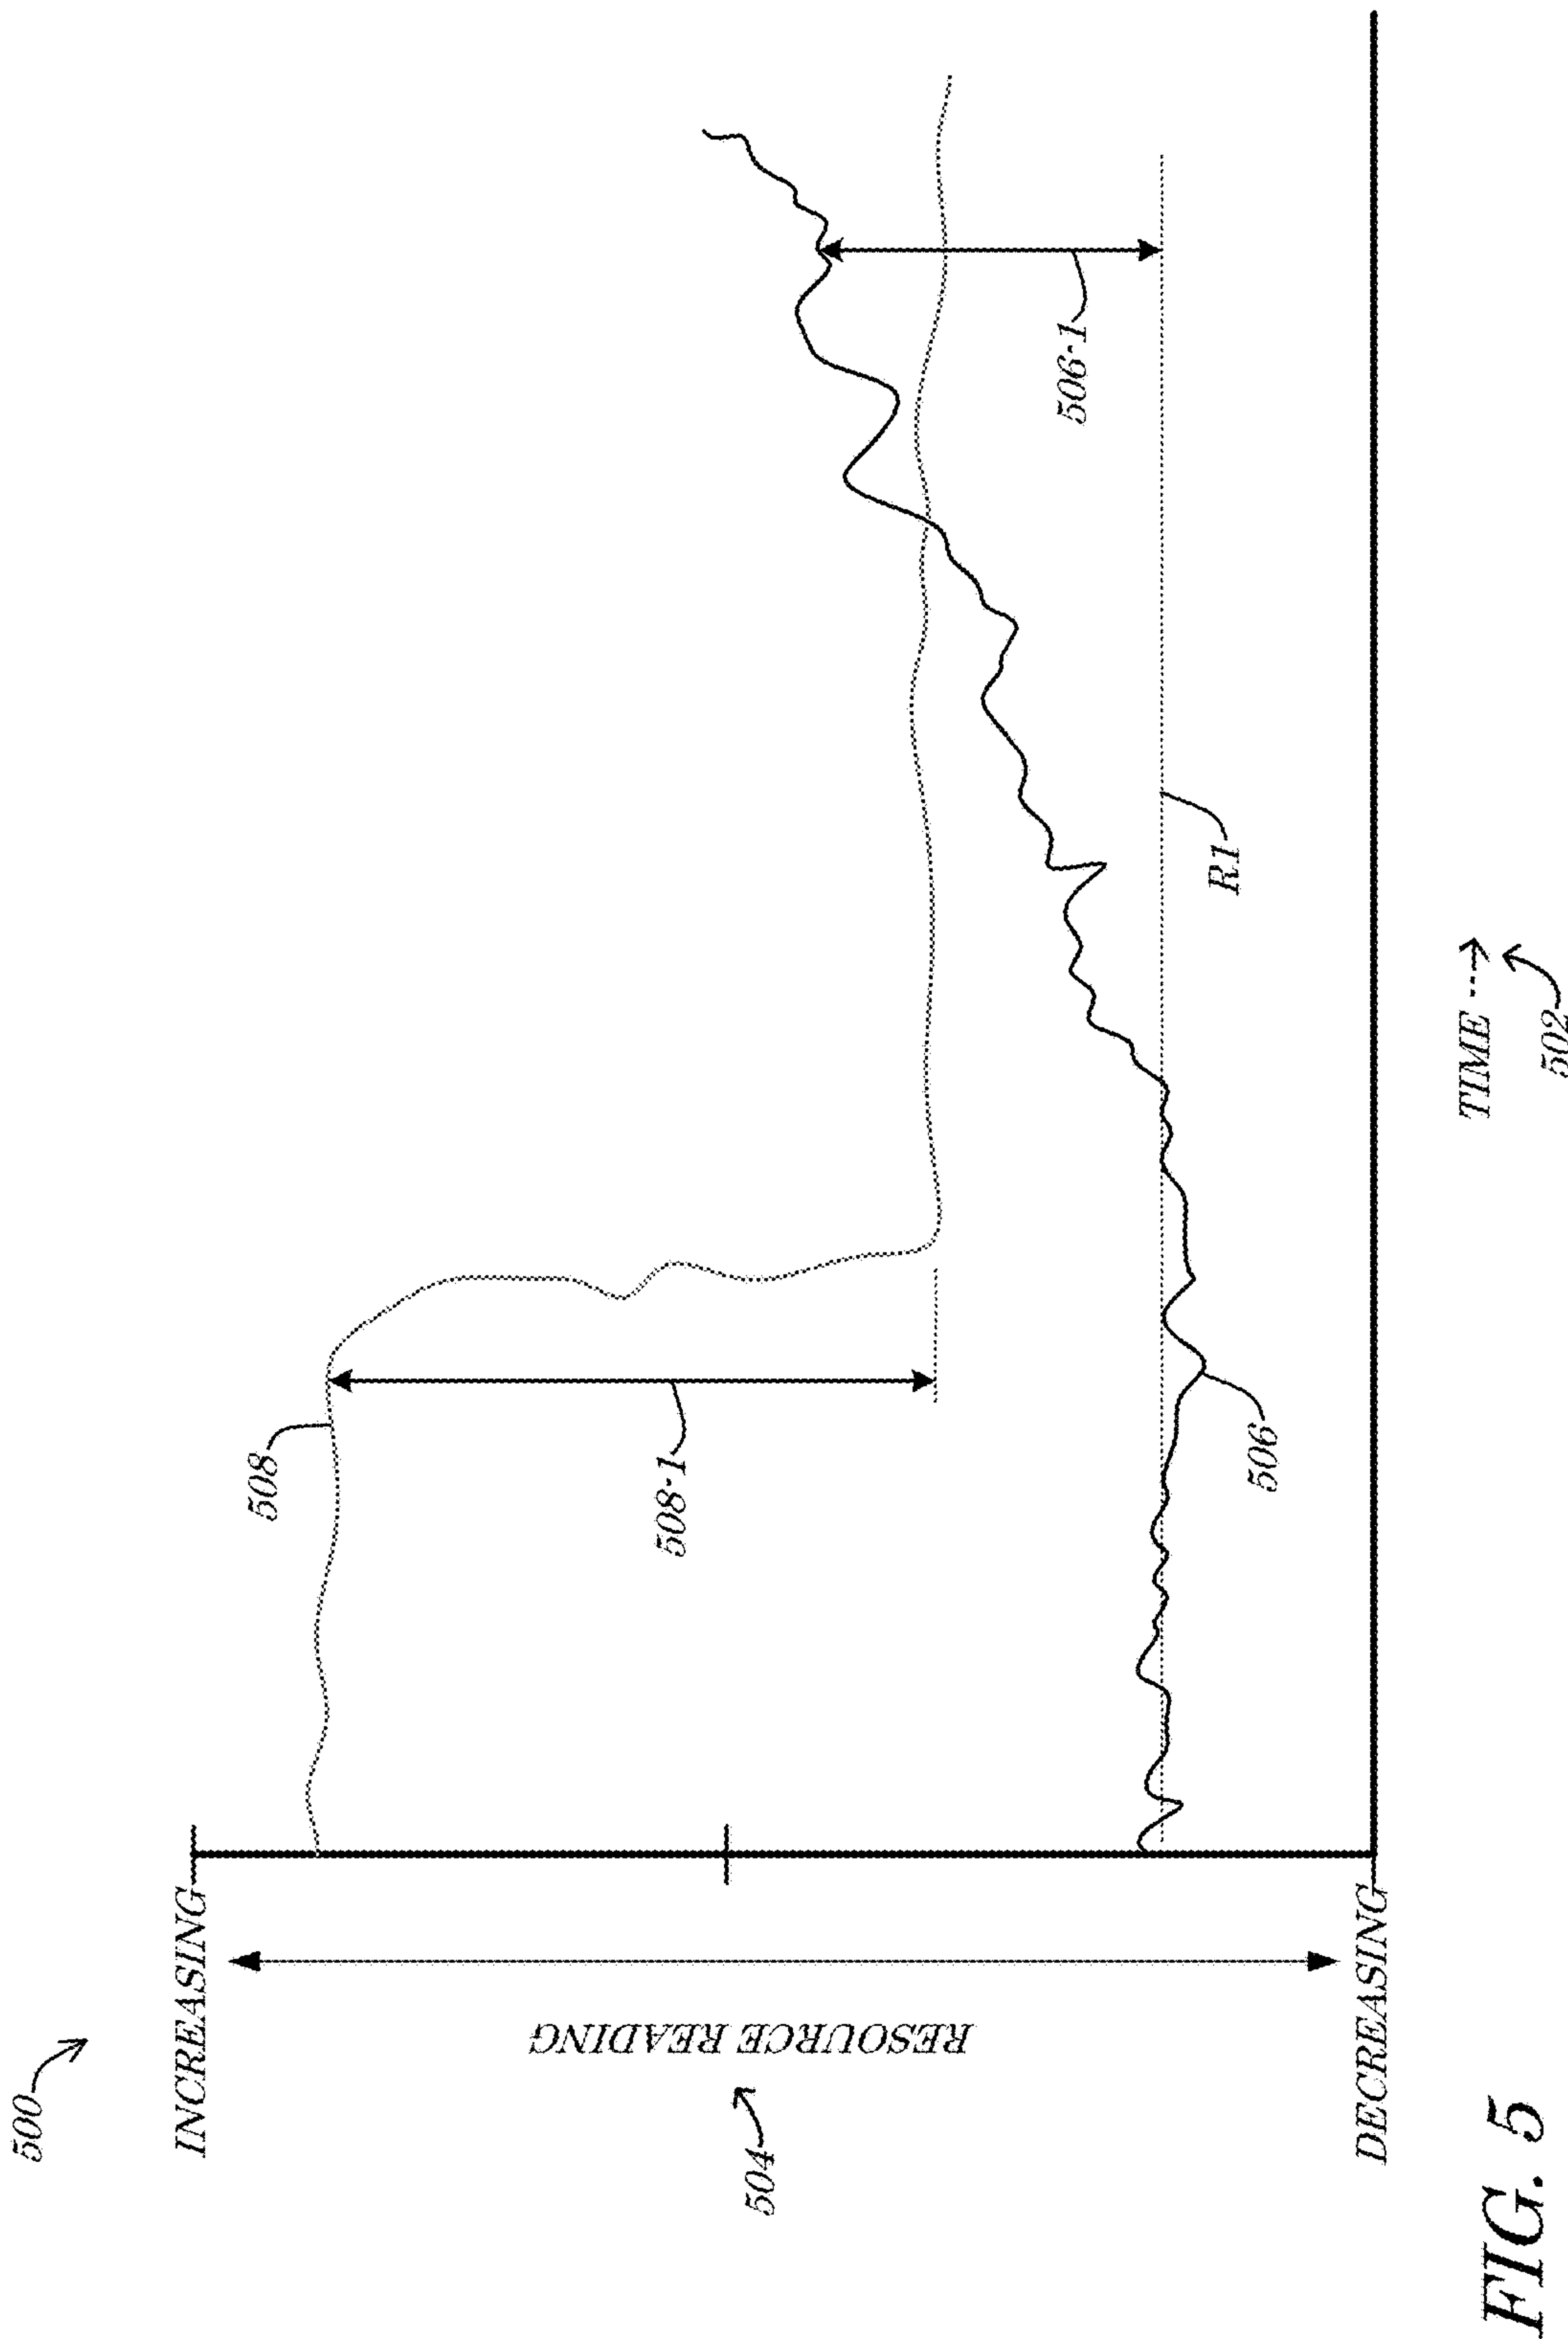 500
INCREASING
508
508-1
504
RESOURCE READING
506-1
R1
506
DECREASING
TIME
502
FIG. 5